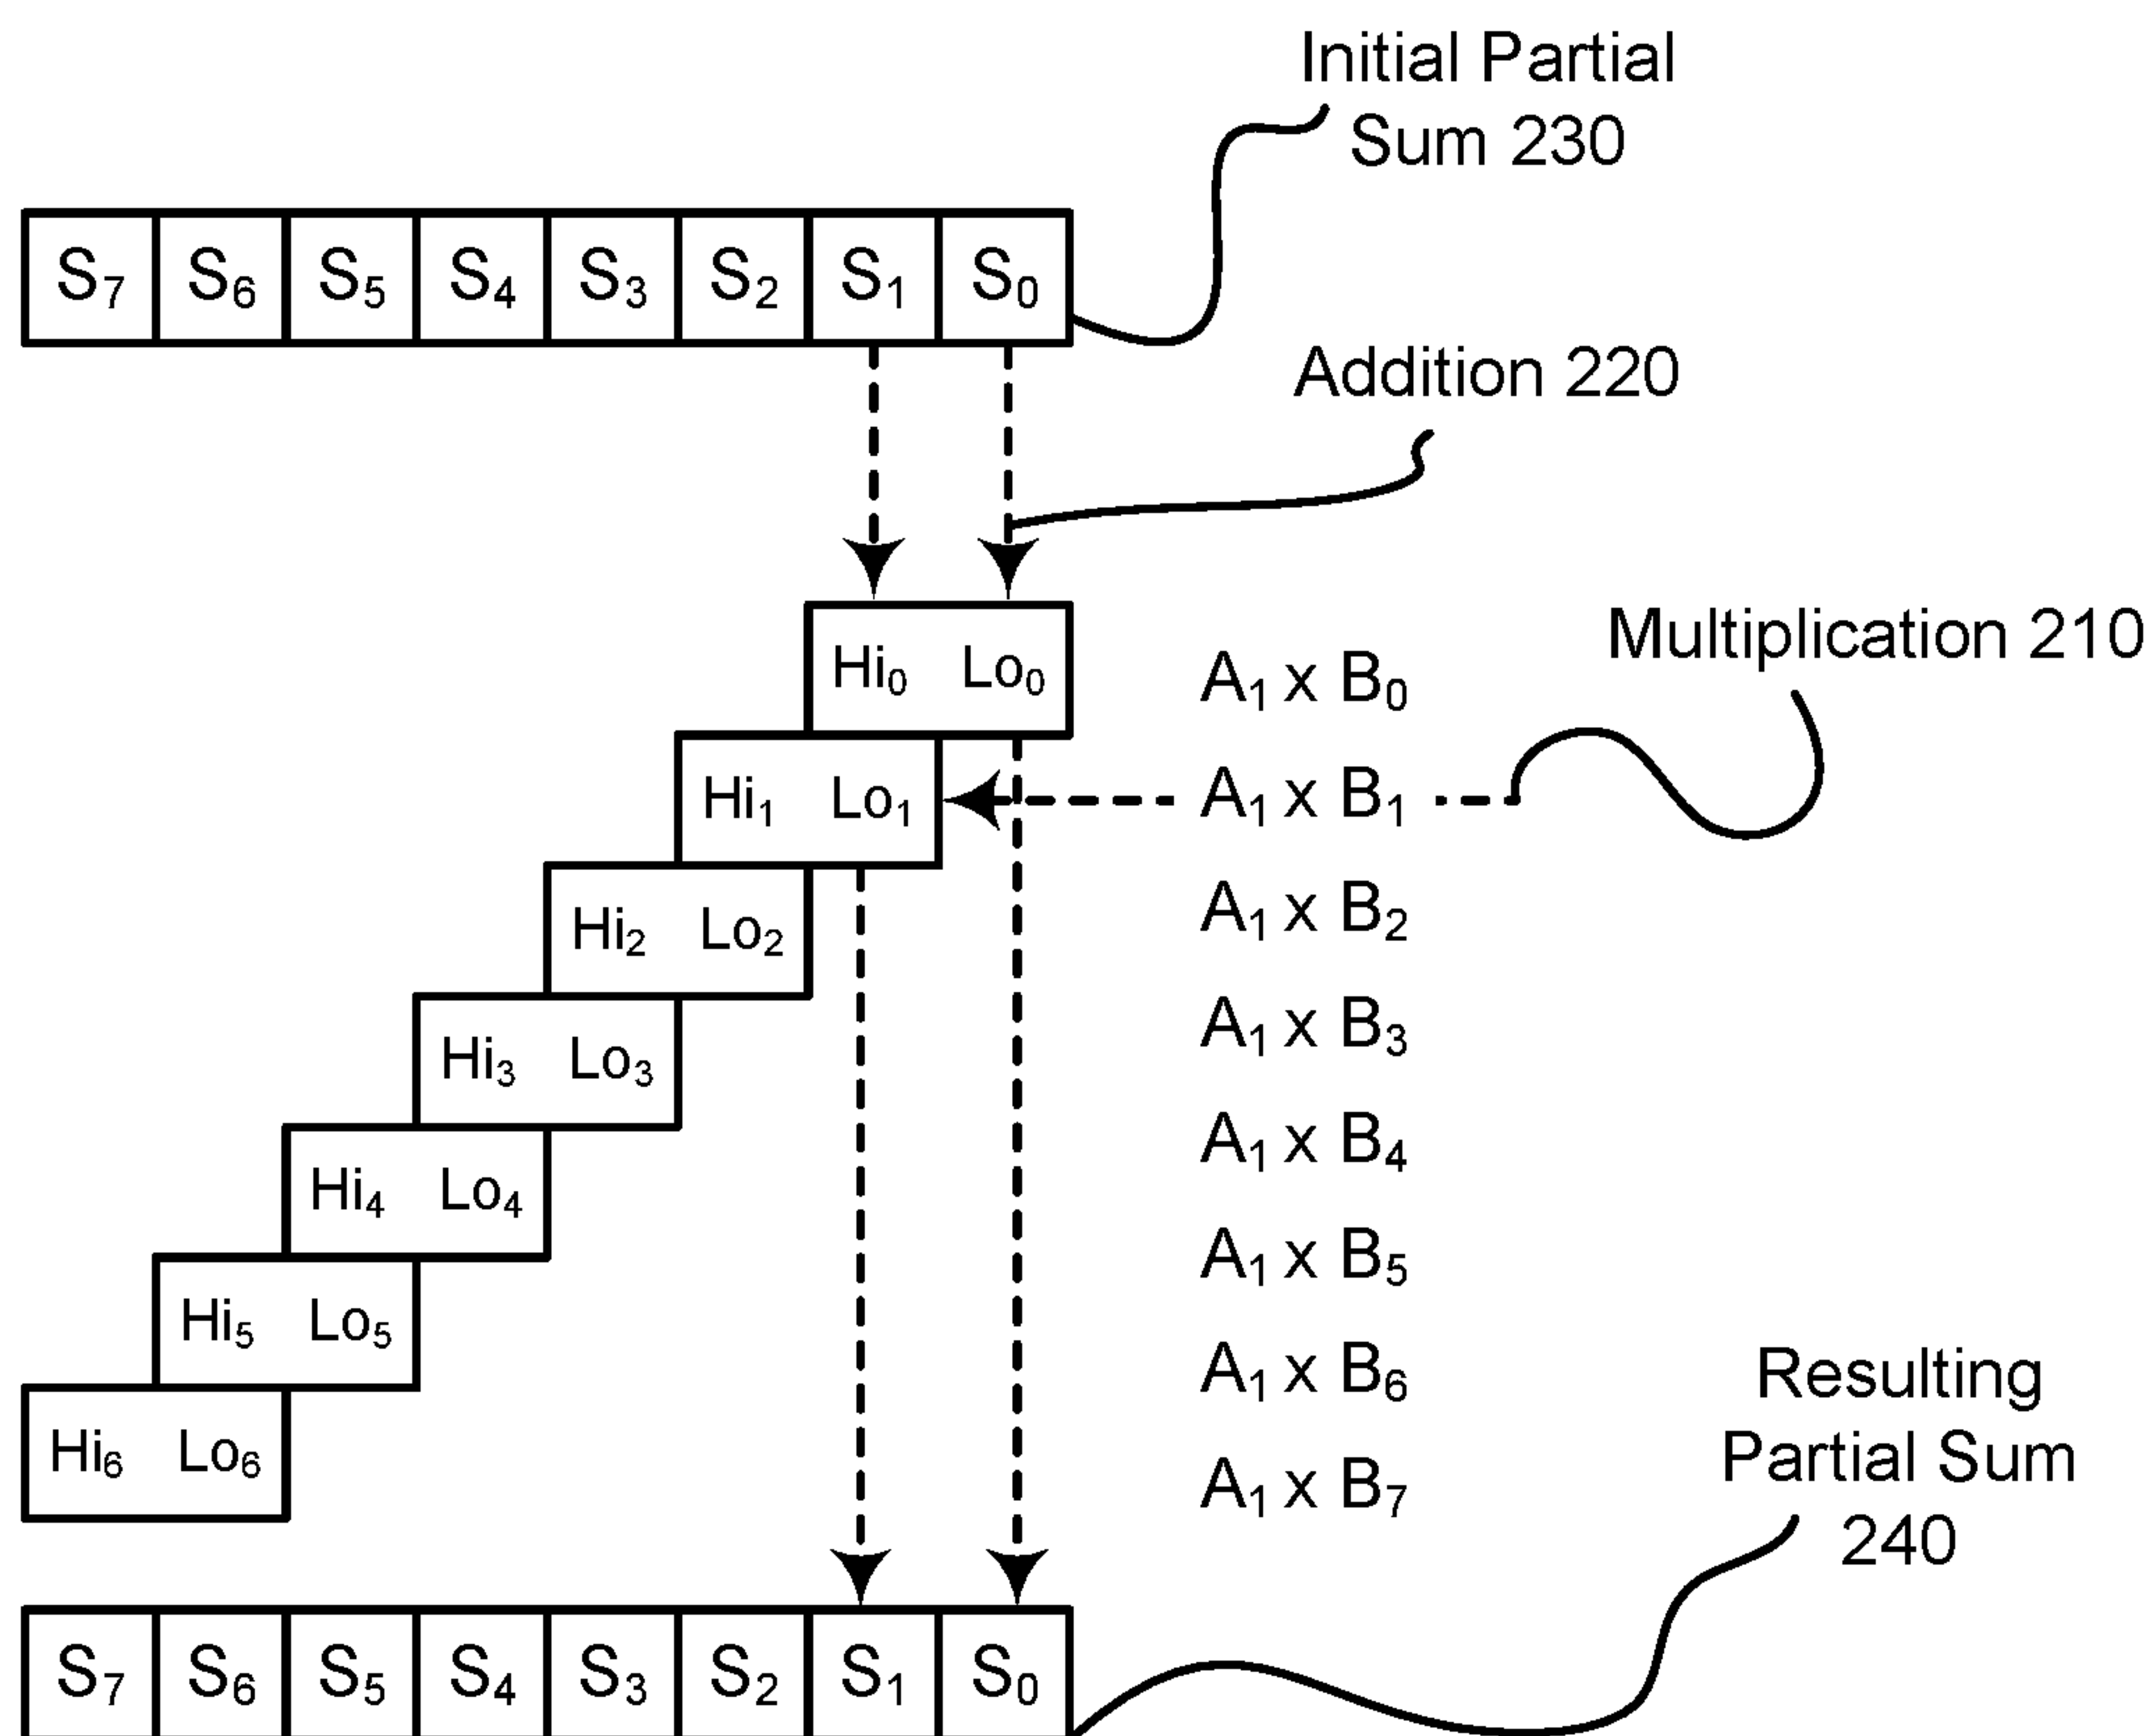 Initial Partial
Sum 230
S₇ S₆ S₅ S₄ S₃ S₂ S₁ S₀
Addition 220
Multiplication 210
Hi₀ Lo₀ A₁ x B₀
Hi₁ Lo₁ A₁ x B₁
Hi₂ Lo₂ A₁ x B₂
Hi₃ Lo₃ A₁ x B₃
Hi₄ Lo₄ A₁ x B₄
Hi₅ Lo₅ A₁ x B₅
Hi₆ Lo₆ A₁ x B₆
A₁ x B₇
Resulting
Partial Sum
240
S₇ S₆ S₅ S₄ S₃ S₂ S₁ S₀